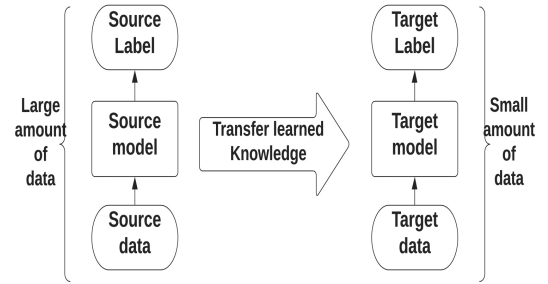 Source
Label
Target
Label
Large
amount
of
data
Source
model
Transfer learned
Knowledge
Target
model
Small
amount
of
data
Source
data
Target
data